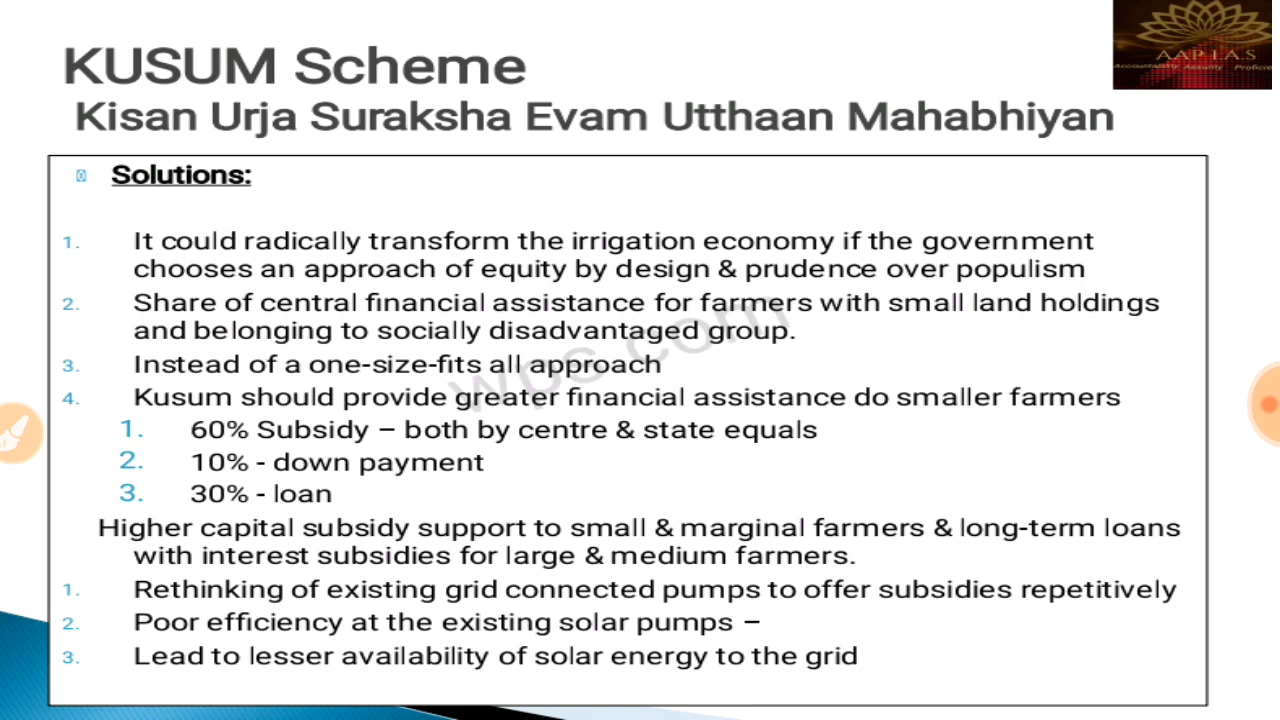 AAP I.A.S
Accountability Assurity Proficie
KUSUM Scheme
Kisan Urja Suraksha Evam Utthaan Mahabhiyan
Solutions:
1. It could radically transform the irrigation economy if the government
chooses an approach of equity by design & prudence over populism
2. Share of central financial assistance for farmers with small land holdings
and belonging to socially disadvantaged group.
3. Instead of a one-size-fits all approach
4. Kusum should provide greater financial assistance do smaller farmers
1. 60% Subsidy – both by centre & state equals
2. 10% - down payment
3. 30% - loan
Higher capital subsidy support to small & marginal farmers & long-term loans
with interest subsidies for large & medium farmers.
1. Rethinking of existing grid connected pumps to offer subsidies repetitively
2. Poor efficiency at the existing solar pumps –
3. Lead to lesser availability of solar energy to the grid
wps.com